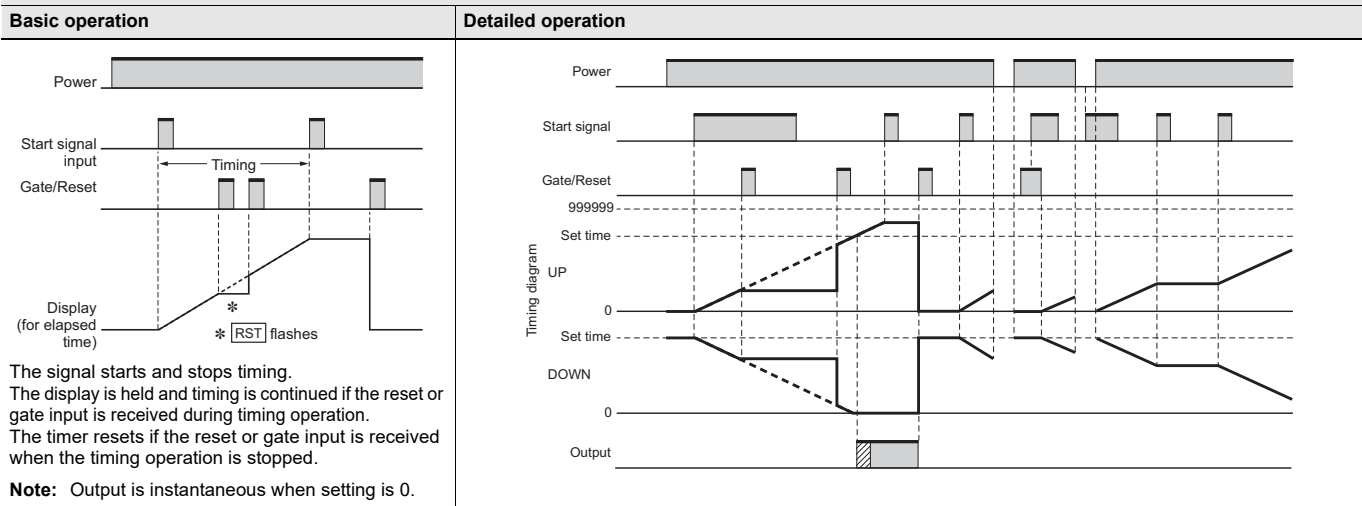 Basic operation
Detailed operation
Power
Start signal
input
Timing
Gate/Reset
Display
(for elapsed
time)
*
* RST flashes
The signal starts and stops timing.
The display is held and timing is continued if the reset or
gate input is received during timing operation.
The timer resets if the reset or gate input is received
when the timing operation is stopped.
Note: Output is instantaneous when setting is 0.
Power
Start signal
Gate/Reset
999999
Set time
Timing diagram
UP
0
Set time
DOWN
0
Output